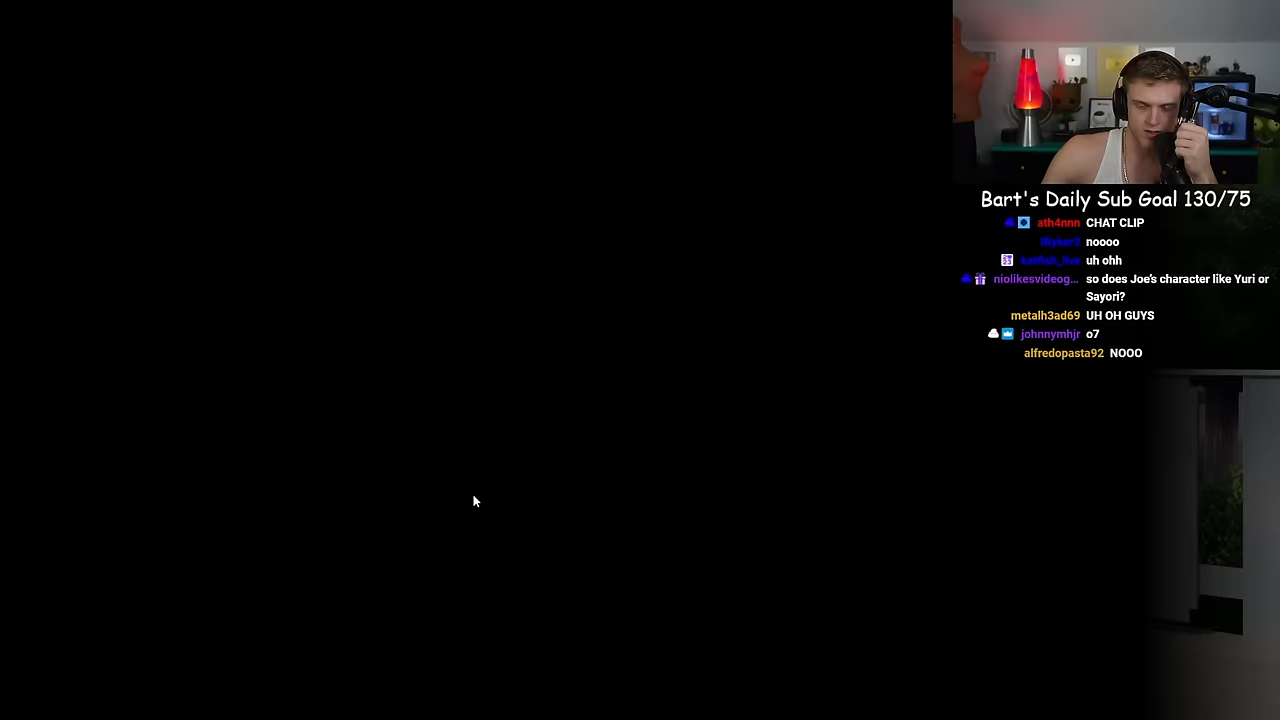 Bart's Daily Sub Goal 130/75
ath4nnn CHAT CLIP
noooo
katfish_live uh ohh
niolikesvideog... so does Joe's character like Yuri or
Sayori?
metalh3ad69 UH OH GUYS
johnnymhjr o7
alfredopasta92 NOOO